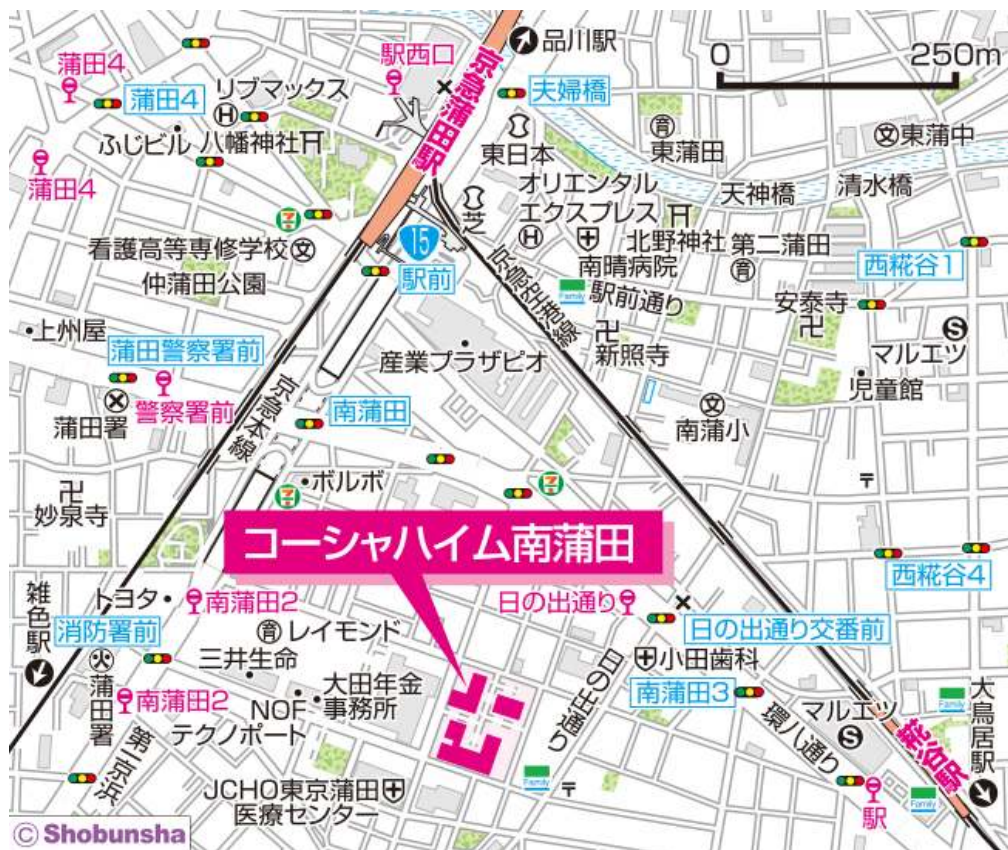 品川駅
0 250m
蒲田4
蒲田4
リブマックス
駅西口
京急蒲田駅
夫婦橋
ふじビル
八幡神社
東日本
東蒲田
東蒲中
蒲田4
オリエンタル
エクスプレス
天神橋
清水橋
芝
看護高等専修学校
15
駅前
北野神社
第二蒲田
西糀谷1
仲蒲田公園
南晴病院
京急空港線
Family
駅前通り
安泰寺
上州屋
産業プラザピオ
新照寺
マルエツ
蒲田警察署前
児童館
警察署前
蒲田署
京急本線
南蒲田
南蒲小
ボルボ
妙泉寺
コーシャハイム南蒲田
西糀谷4
雑色駅
トヨタ
南蒲田2
日の出通り
消防署前
レイモンド
日の出通り交番前
三井生命
小田歯科
蒲田署
南蒲田2
大田年金
事務所
日の出通り
南蒲田3
NOF
テクノポート
マルエツ
大鳥居駅
Family
第一京浜
環八通り
糀谷駅
JCHO東京蒲田
医療センター
Family
駅
Family
© Shobunsha